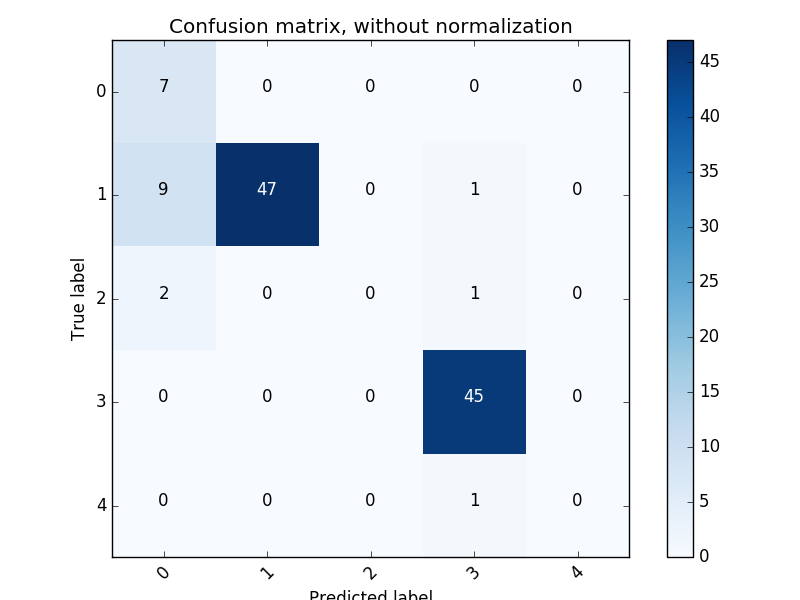 Confusion matrix, without normalization
True label
0 7 0 0 0 0
1 9 47 0 1 0
2 2 0 0 1 0
3 0 0 0 45 0
4 0 0 0 1 0
0 1 2 3 4
Predicted label
45
40
35
30
25
20
15
10
5
0